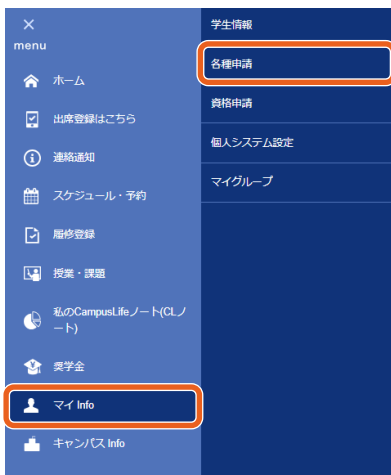 ×
menu
ホーム
出席登録はこちら
連絡通知
スケジュール・予約
履修登録
授業・課題
私のCampusLifeノート(CLノ
ート)
奨学金
マイ Info
キャンパス Info
学生情報
各種申請
資格申請
個人システム設定
マイグループ